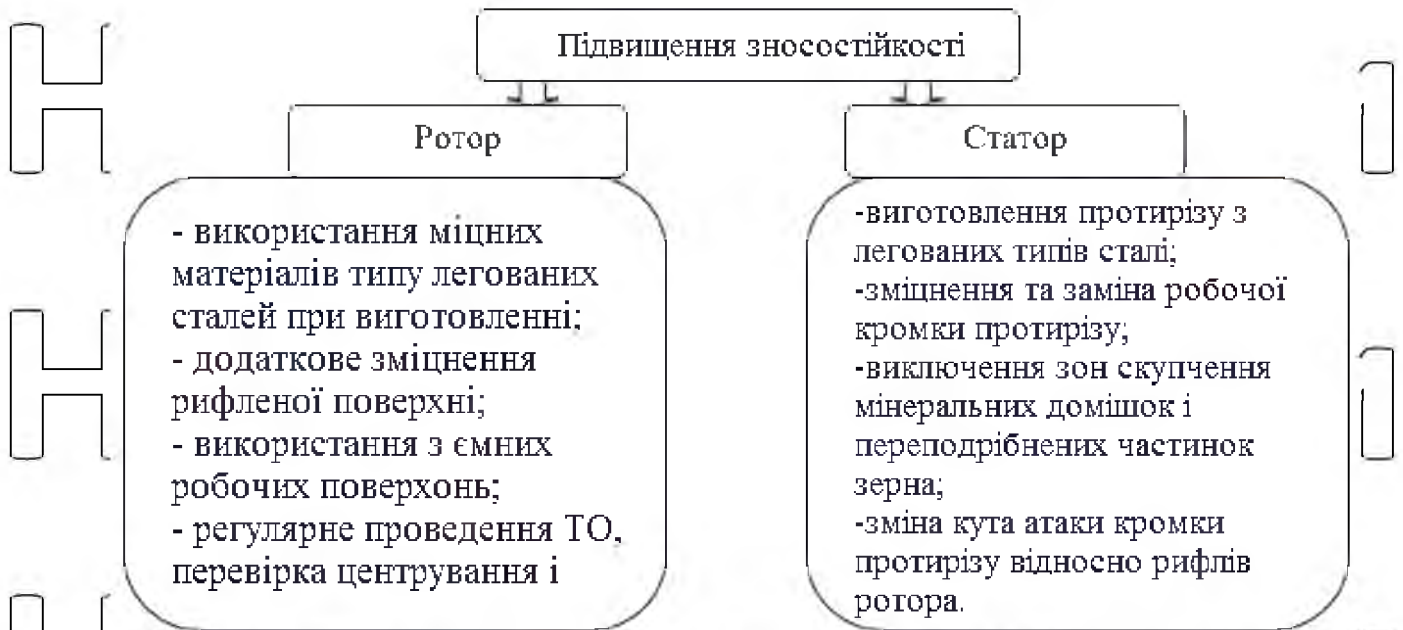 Підвищення зносостійкості
Ротор
- використання міцних
матеріалів типу легованих
сталей при виготовленні;
- додаткове зміцнення
рифленої поверхні;
- використання з ємних
робочих поверхонь;
- регулярне проведення ТО,
перевірка центрування і
Статор
-виготовлення протирізу з
легованих типів сталі;
-зміцнення та заміна робочої
кромки протирізу;
-виключення зон скупчення
мінеральних домішок і
переподрібнених частинок
зерна;
-зміна кута атаки кромки
протирізу відносно рифлів
ротора.